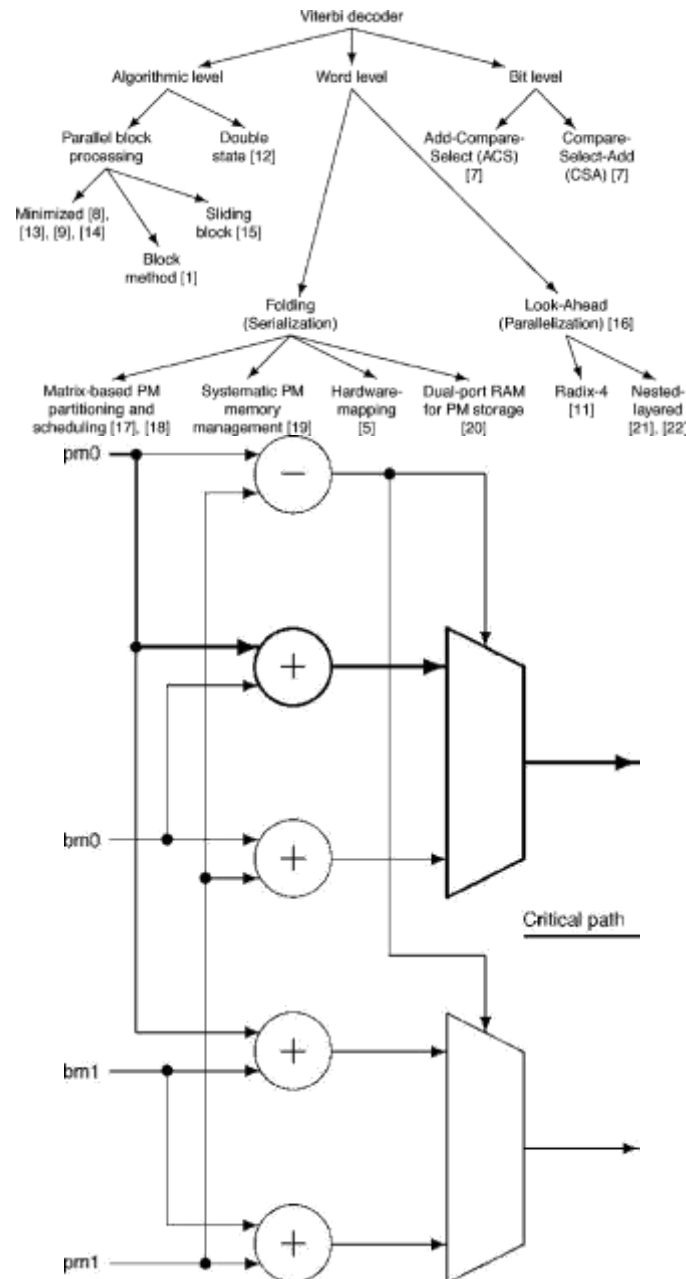 Viterbi decoder
Algorithmic level
Word level
Bit level
Parallel block
processing
Double
state [12]
Add-Compare-
Select (ACS)
[7]
Compare-
Select-Add
(CSA) [7]
Minimized [8],
[13], [9], [14]
Sliding
block [15]
Block
method [1]
Folding
(Serialization)
Look-Ahead
(Parallelization) [16]
Matrix-based PM
partitioning and
scheduling [17], [18]
Systematic PM
memory
management [19]
Hardware-
mapping
[5]
Dual-port RAM
for PM storage
[20]
Radix-4
[11]
Nested-
layered
[21], [22]
pm0
−
+
bm0
+
Critical path
+
bm1
+
pm1